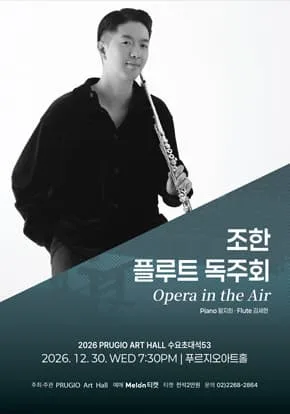 조한
플루트 독주회
Opera in the Air
Piano 황지희 · Flute 김세현
2026 PRUGIO ART HALL 수요초대석53
2026. 12. 30. WED 7:30PM | 푸르지오아트홀
주최·주관 PRUGIO Art Hall 예매 Melon티켓 티켓 전석2만원 문의 02)2268-2864